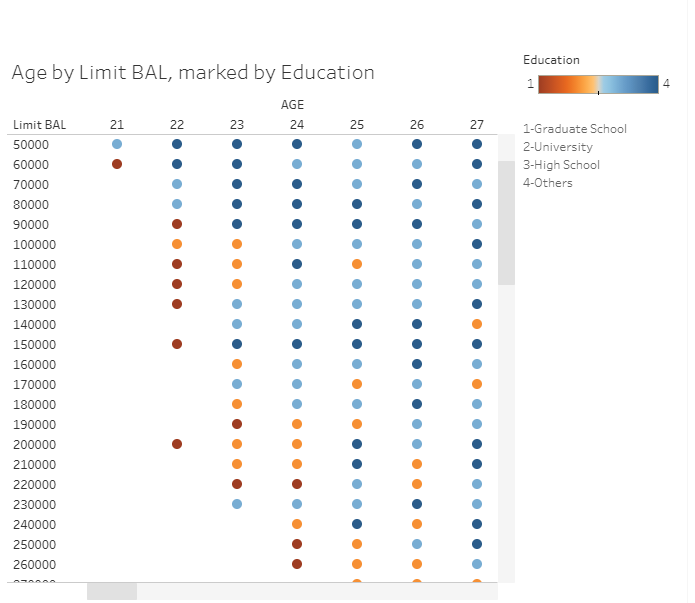 Education
Age by Limit BAL, marked by Education
1 4
AGE
Limit BAL 21 22 23 24 25 26 27
1-Graduate School
2-University
3-High School
4-Others
50000
60000
70000
80000
90000
100000
110000
120000
130000
140000
150000
160000
170000
180000
190000
200000
210000
220000
230000
240000
250000
260000